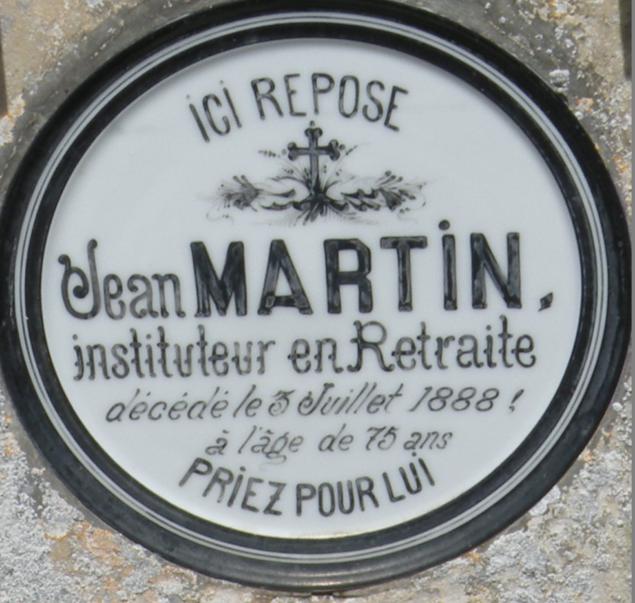 iCi REPOSE
Jean MARTiN,
instituteur en Retraite
décédé le 3 Juillet 1888 !
à l'âge de 75 ans
PRiEZ POUR LUi